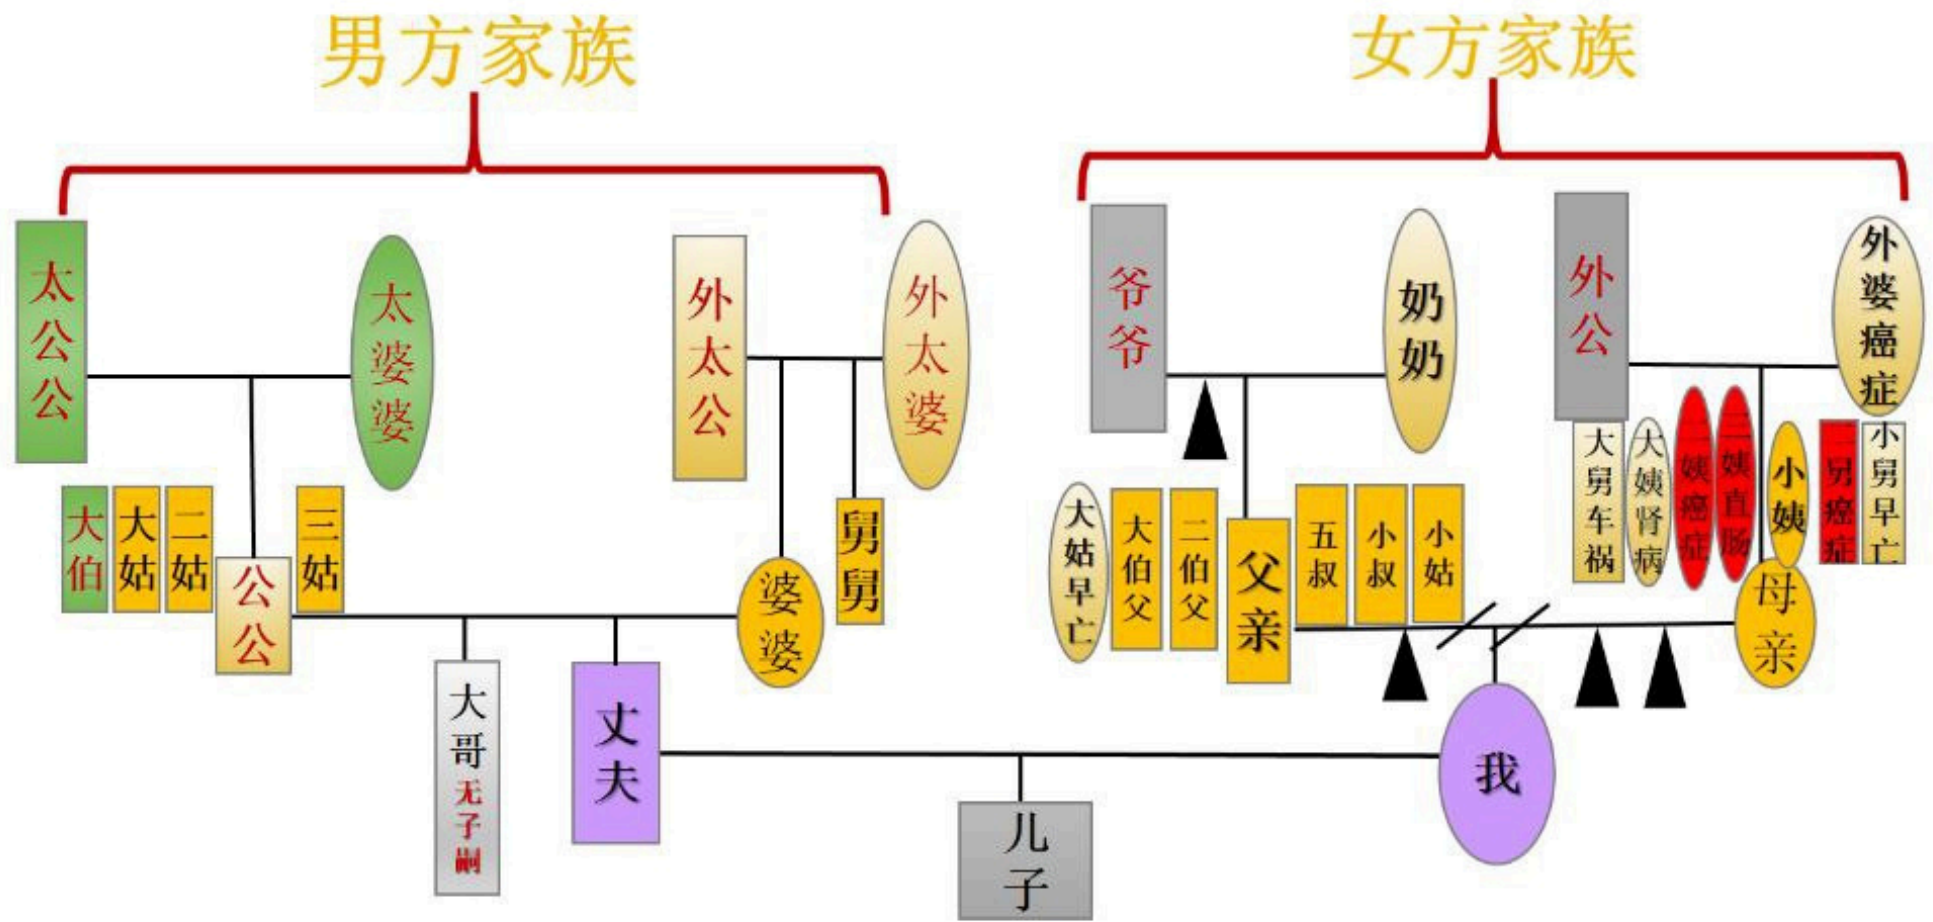 男方家族
女方家族
太公公
太婆婆
外太公
外太婆
爷爷
奶奶
外公
外婆癌症
大伯
大姑
二姑
公公
三姑
婆婆
舅舅
大姑早亡
大伯父
二伯父
父亲
五叔
小叔
小姑
大舅车祸
大姨肾病
姨癌症
姨直肠
小姨
母亲
二舅癌症
小舅早亡
大哥无子嗣
丈夫
我
儿子